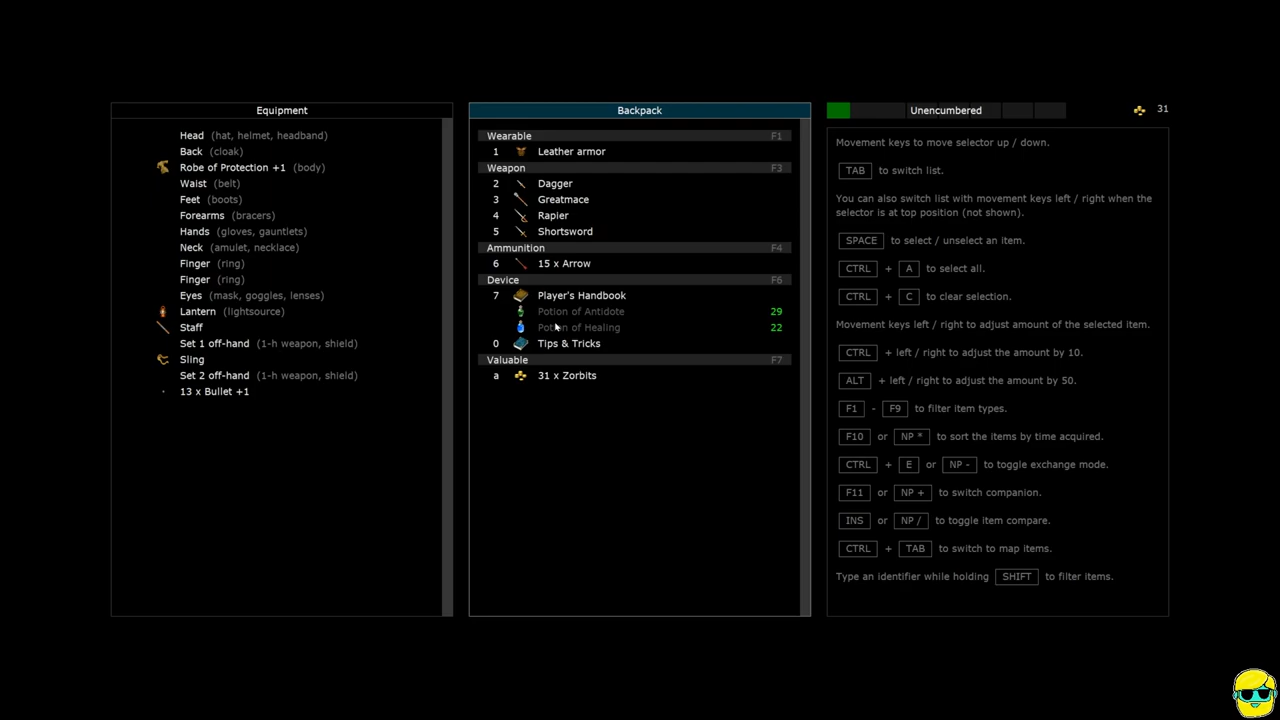 Equipment
Head (hat, helmet, headband)
Back (cloak)
Robe of Protection +1 (body)
Waist (belt)
Feet (boots)
Forearms (bracers)
Hands (gloves, gauntlets)
Neck (amulet, necklace)
Finger (ring)
Finger (ring)
Eyes (mask, goggles, lenses)
Lantern (lightsource)
Staff
Set 1 off-hand (1-h weapon, shield)
Sling
Set 2 off-hand (1-h weapon, shield)
13 x Bullet +1
Backpack
Wearable F1
1 Leather armor
Weapon F3
2 Dagger
3 Greatmace
4 Rapier
5 Shortsword
Ammunition F4
6 15 x Arrow
Device F6
7 Player's Handbook
Potion of Antidote 29
Potion of Healing 22
0 Tips & Tricks
Valuable F7
a 31 x Zorbits
Unencumbered 31
Movement keys to move selector up / down.
TAB to switch list.
You can also switch list with movement keys left / right when the
selector is at top position (not shown).
SPACE to select / unselect an item.
CTRL + A to select all.
CTRL + C to clear selection.
Movement keys left / right to adjust amount of the selected item.
CTRL + left / right to adjust the amount by 10.
ALT + left / right to adjust the amount by 50.
F1 - F9 to filter item types.
F10 or NP * to sort the items by time acquired.
CTRL + E or NP - to toggle exchange mode.
F11 or NP + to switch companion.
INS or NP / to toggle item compare.
CTRL + TAB to switch to map items.
Type an identifier while holding SHIFT to filter items.